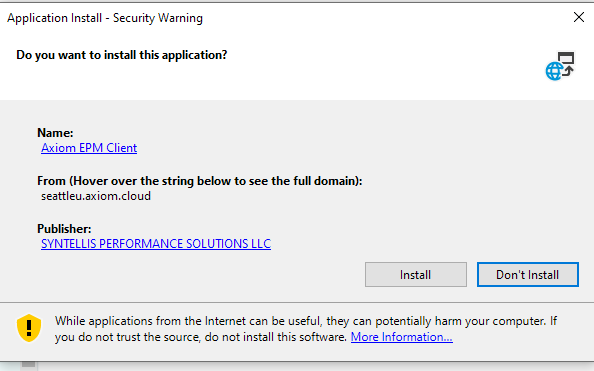 Application Install - Security Warning
Do you want to install this application?
Name:
Axiom EPM Client
From (Hover over the string below to see the full domain):
seattleu.axiom.cloud
Publisher:
SYNTELLIS PERFORMANCE SOLUTIONS LLC
Install
Don't Install
While applications from the Internet can be useful, they can potentially harm your computer. If
you do not trust the source, do not install this software. More Information...